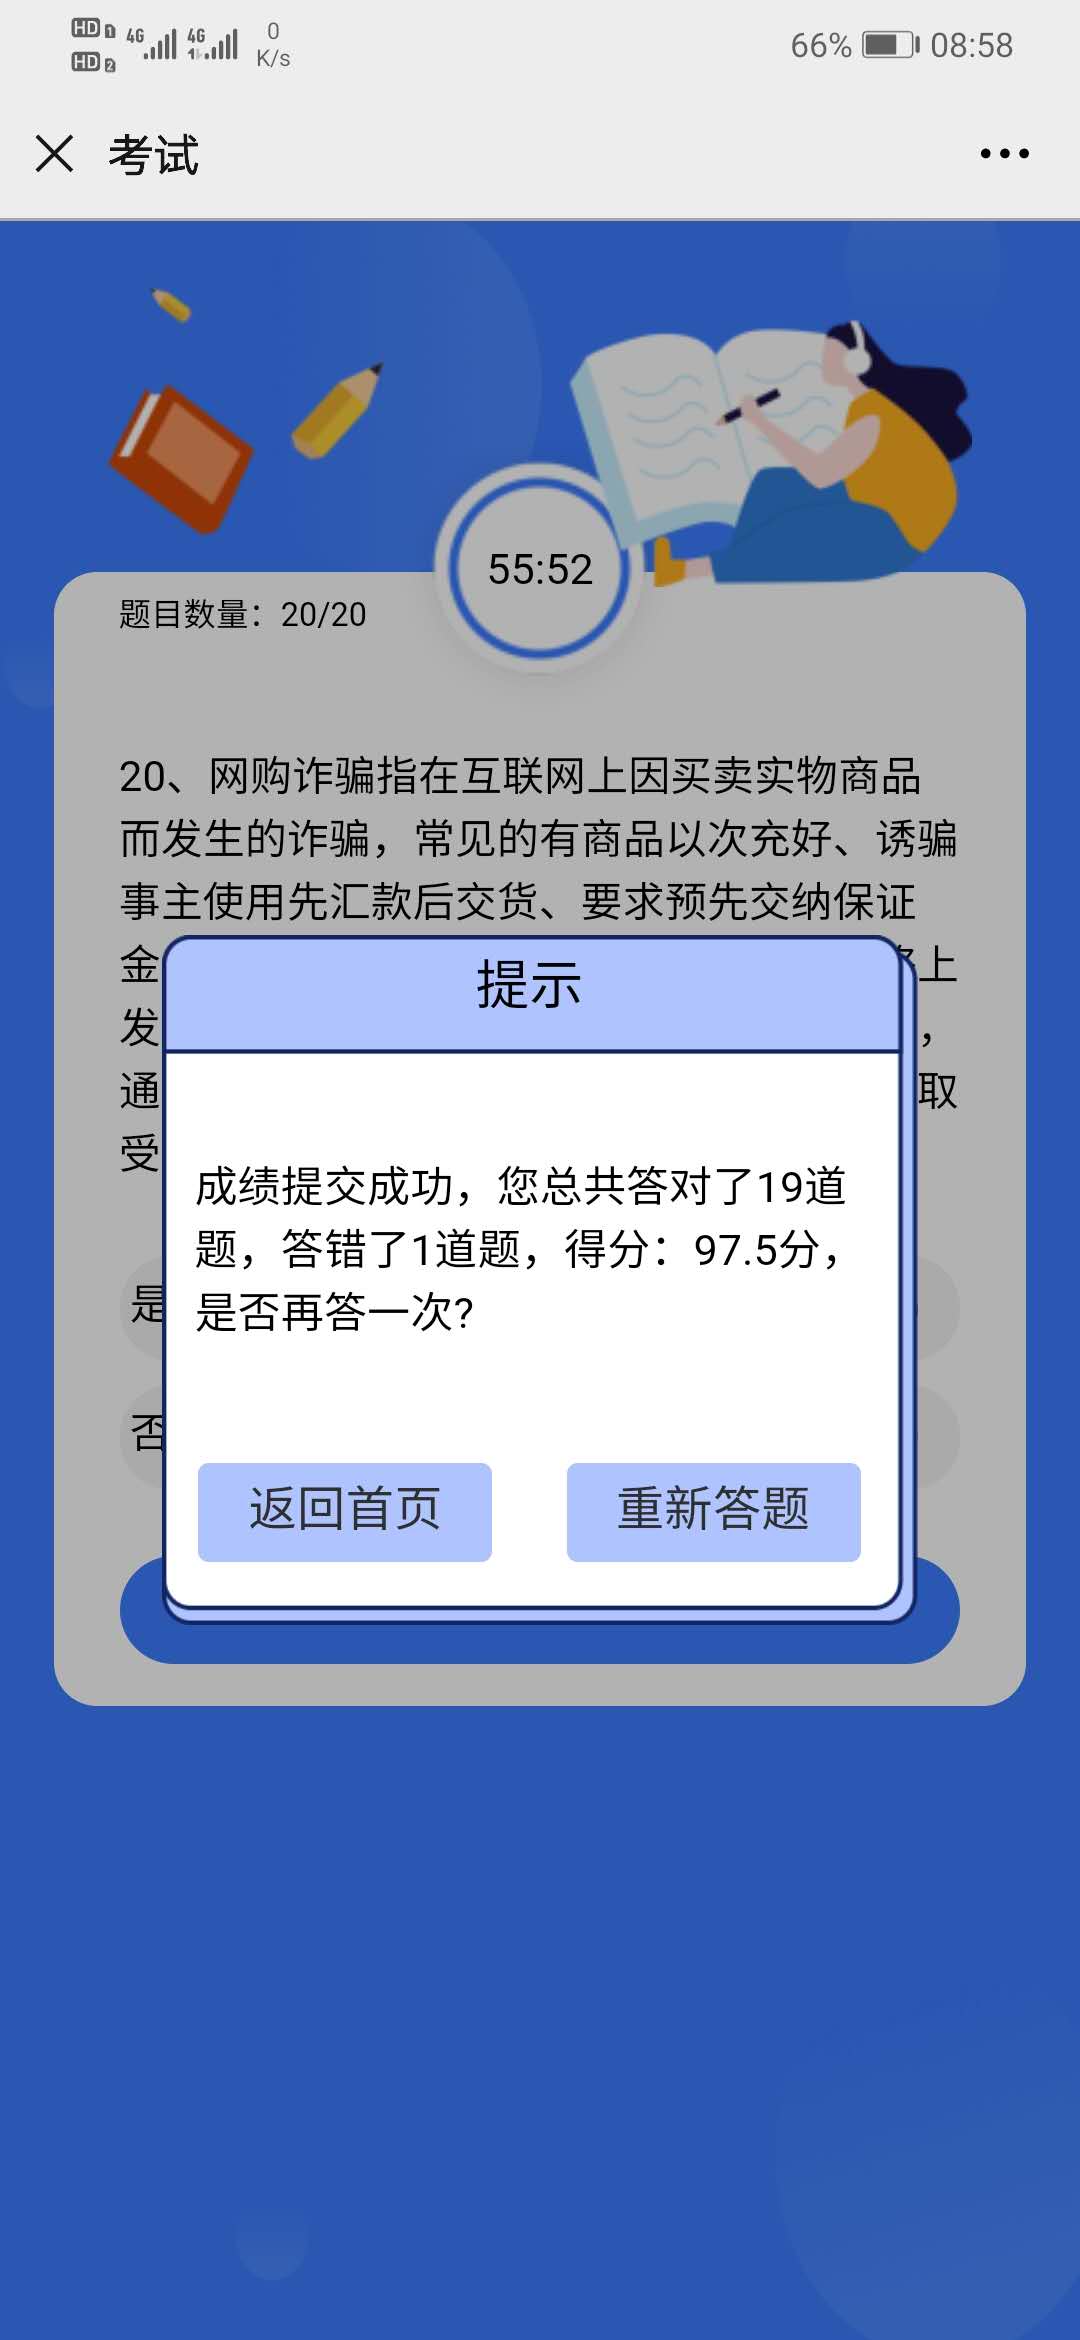 HD 1 4G 4G 0
HD 2 K/s
66% 08:58
考试
55:52
题目数量：20/20
20、网购诈骗指在互联网上因买卖实物商品
而发生的诈骗，常见的有商品以次充好、诱骗
事主使用先汇款后交货、要求预先交纳保证
金
上
发
，
通
取
受
提示
成绩提交成功，您总共答对了19道
题，答错了1道题，得分：97.5分，
是否再答一次?
是
否
返回首页
重新答题